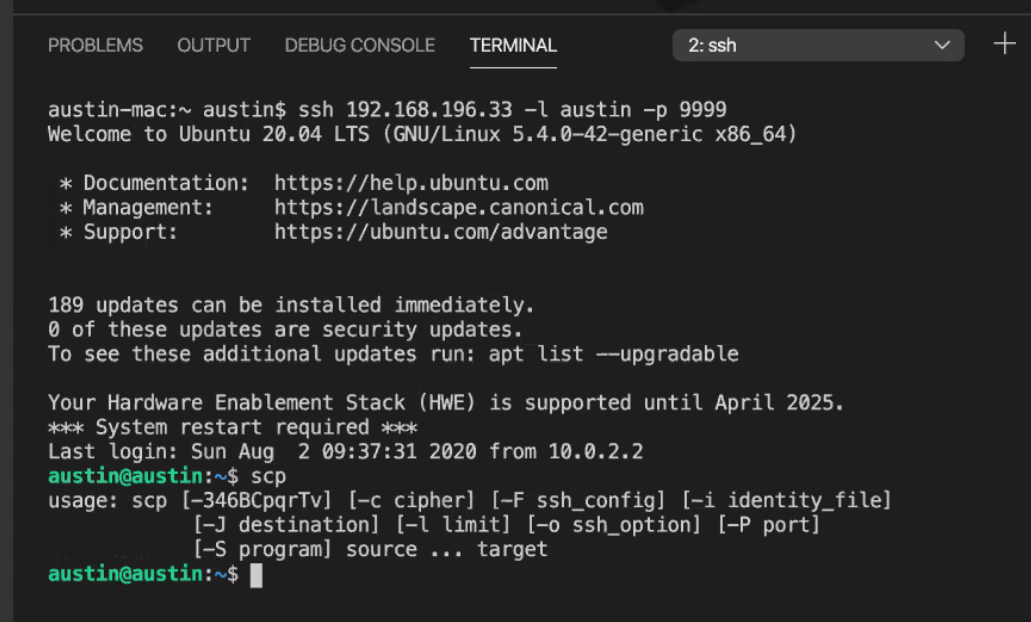 PROBLEMS OUTPUT DEBUG CONSOLE TERMINAL 2: ssh
austin-mac:~ austin$ ssh 192.168.196.33 -l austin -p 9999
Welcome to Ubuntu 20.04 LTS (GNU/Linux 5.4.0-42-generic x86_64)
* Documentation: https://help.ubuntu.com
* Management: https://landscape.canonical.com
* Support: https://ubuntu.com/advantage
189 updates can be installed immediately.
0 of these updates are security updates.
To see these additional updates run: apt list --upgradable
Your Hardware Enablement Stack (HWE) is supported until April 2025.
*** System restart required ***
Last login: Sun Aug  2 09:37:31 2020 from 10.0.2.2
austin@austin:~$ scp
usage: scp [-346BCpqrTv] [-c cipher] [-F ssh_config] [-i identity_file]
[-J destination] [-l limit] [-o ssh_option] [-P port]
[-S program] source ... target
austin@austin:~$